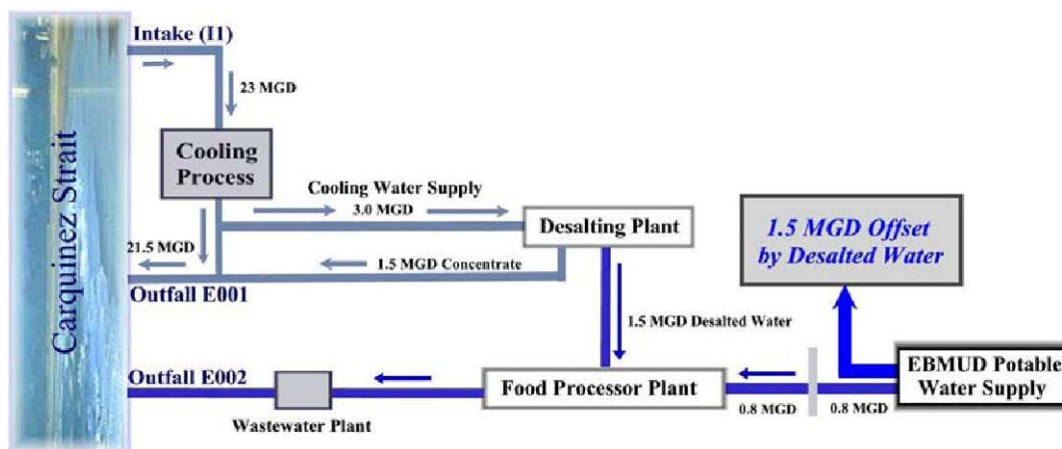 Intake (I1)
23 MGD
Carquinez Strait
Cooling
Process
Cooling Water Supply
3.0 MGD
Desalting Plant
1.5 MGD Offset
by Desalted Water
21.5 MGD
1.5 MGD Concentrate
Outfall E001
1.5 MGD Desalted Water
EBMUD Potable
Water Supply
Outfall E002
Food Processor Plant
0.8 MGD
0.8 MGD
Wastewater Plant